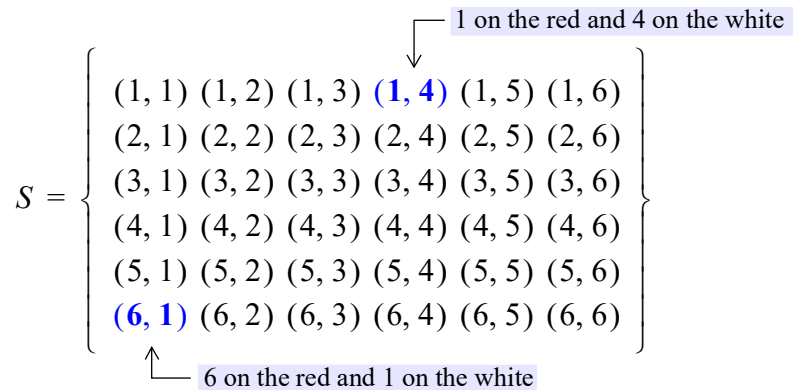 1 on the red and 4 on the white
(1, 1) (1, 2) (1, 3) (1, 4) (1, 5) (1, 6)
(2, 1) (2, 2) (2, 3) (2, 4) (2, 5) (2, 6)
(3, 1) (3, 2) (3, 3) (3, 4) (3, 5) (3, 6)
S =
(4, 1) (4, 2) (4, 3) (4, 4) (4, 5) (4, 6)
(5, 1) (5, 2) (5, 3) (5, 4) (5, 5) (5, 6)
(6, 1) (6, 2) (6, 3) (6, 4) (6, 5) (6, 6)
6 on the red and 1 on the white